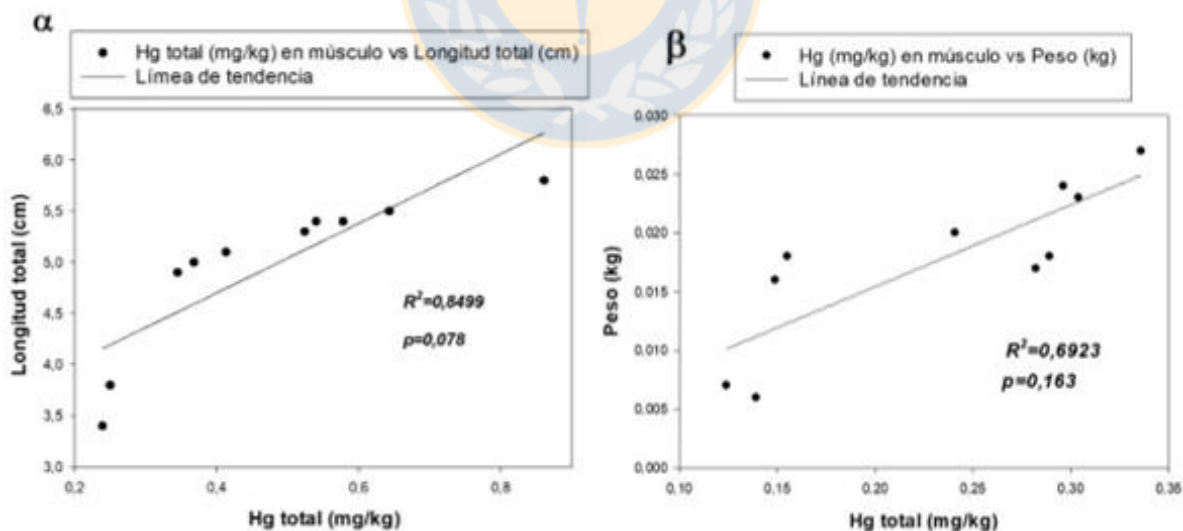 α
Hg total (mg/kg) en músculo vs Longitud total (cm)
Límea de tendencia
6,5
6,0
5,5
5,0
4,5
4,0
3,5
3,0
Longitud total (cm)
R²=0,8499
p=0,078
0,2 0,4 0,6 0,8
Hg total (mg/kg)
β
Hg (mg/kg) en músculo vs Peso (kg)
Línea de tendencia
0,030
0,025
0,020
0,015
0,010
0,005
0,000
Peso (kg)
R²=0,6923
p=0,163
0,10 0,15 0,20 0,25 0,30 0,35
Hg total (mg/kg)